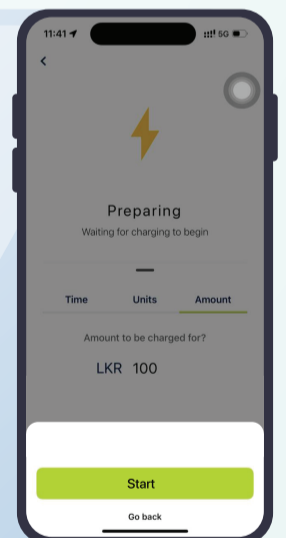 11:41 5G
Preparing
Waiting for charging to begin
Time Units Amount
Amount to be charged for?
LKR 100
Start
Go back